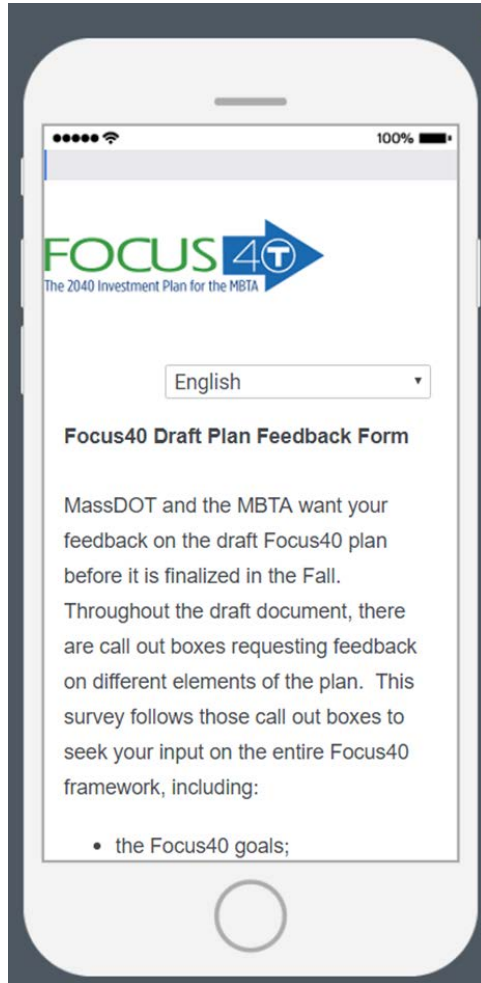 100%
FOCUS 4T
The 2040 Investment Plan for the MBTA
English
Focus40 Draft Plan Feedback Form
MassDOT and the MBTA want your
feedback on the draft Focus40 plan
before it is finalized in the Fall.
Throughout the draft document, there
are call out boxes requesting feedback
on different elements of the plan.  This
survey follows those call out boxes to
seek your input on the entire Focus40
framework, including:
• the Focus40 goals;